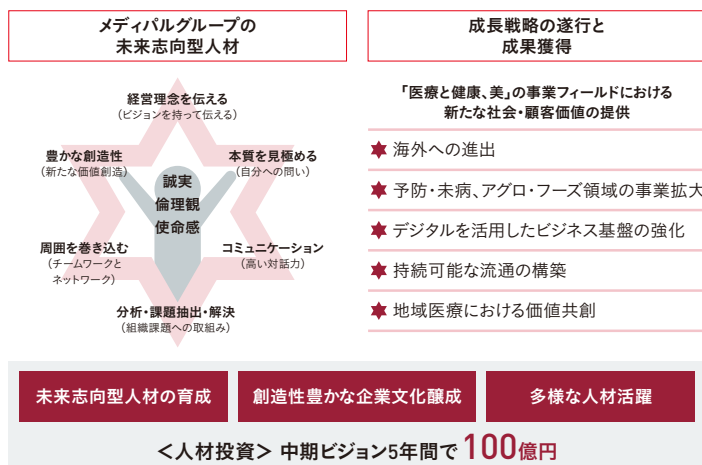 メディパルグループの
未来志向型人材
経営理念を伝える
（ビジョンを持って伝える）
豊かな創造性
（新たな価値創造）
本質を見極める
（自分への問い）
誠実
倫理観
使命感
周囲を巻き込む
（チームワークと
ネットワーク）
コミュニケーション
（高い対話力）
分析・課題抽出・解決
（組織課題への取組み）
成長戦略の遂行と
成果獲得
「医療と健康、美」の事業フィールドにおける
新たな社会・顧客価値の提供
海外への進出
予防・未病、アグロ・フーズ領域の事業拡大
デジタルを活用したビジネス基盤の強化
持続可能な流通の構築
地域医療における価値共創
未来志向型人材の育成
創造性豊かな企業文化醸成
多様な人材活躍
＜人材投資＞ 中期ビジョン5年間で 100億円